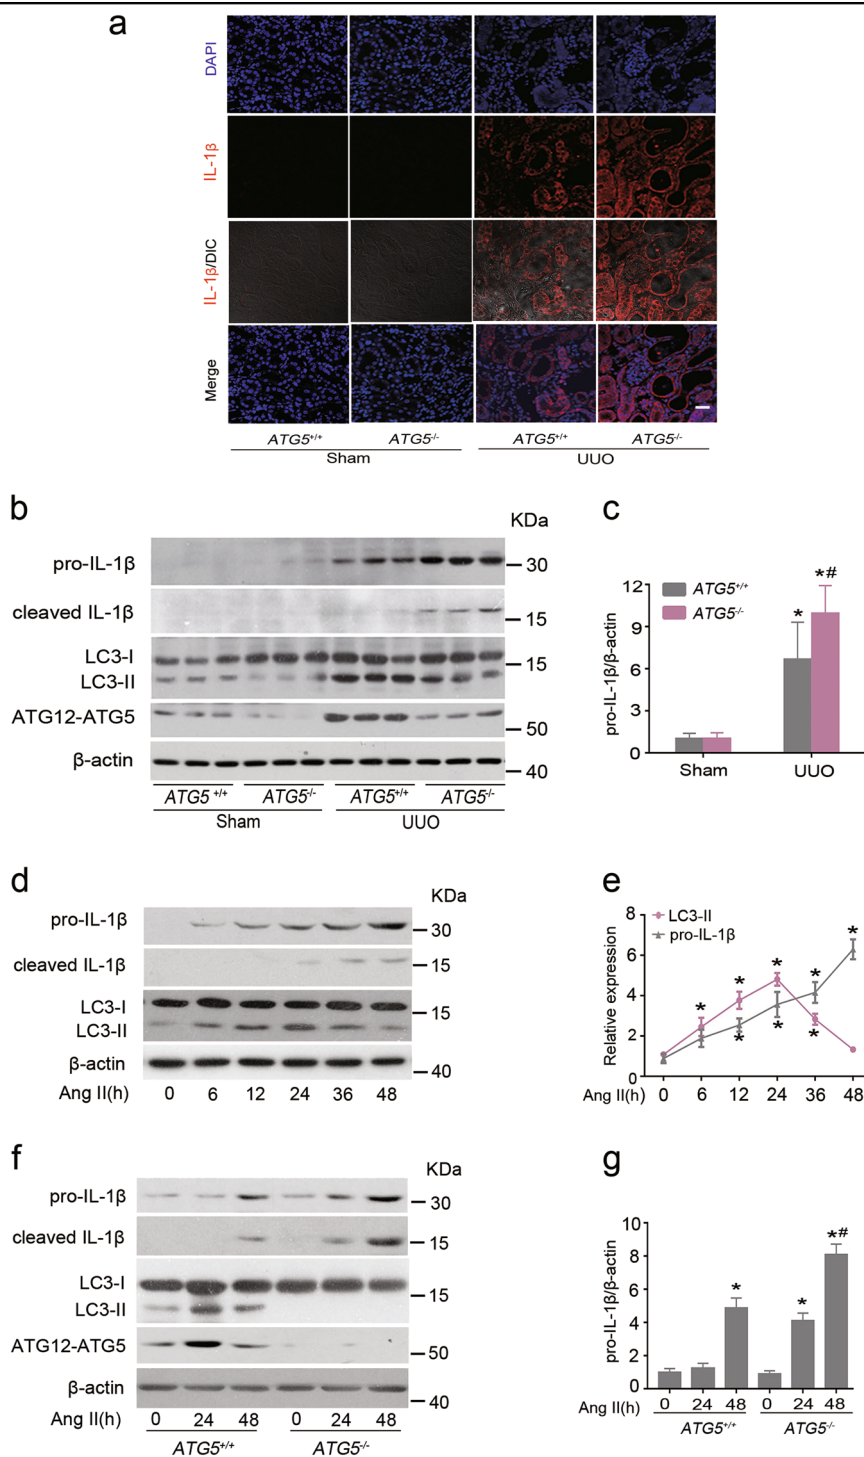 a
DAPI
IL-1β
IL-1β/DIC
Merge
ATG5+/+ ATG5-/- ATG5+/+ ATG5-/-
Sham UUO
b
KDa
pro-IL-1β 30
cleaved IL-1β 15
LC3-I 15
LC3-II
ATG12-ATG5 50
β-actin 40
ATG5 +/+ ATG5-/- ATG5+/+ ATG5-/-
Sham UUO
c
ATG5+/+
ATG5-/-
pro-IL-1β/β-actin
12
9
6
3
0
* *#
Sham UUO
d
KDa
pro-IL-1β 30
cleaved IL-1β 15
LC3-I 15
LC3-II
β-actin 40
Ang II(h) 0 6 12 24 36 48
e
LC3-II
pro-IL-1β
Relative expression
8
6
4
2
0
* * * * * * * *
Ang II(h) 0 6 12 24 36 48
f
KDa
pro-IL-1β 30
cleaved IL-1β 15
LC3-I 15
LC3-II
ATG12-ATG5 50
β-actin 40
Ang II(h) 0 24 48 0 24 48
ATG5+/+ ATG5-/-
g
pro-IL-1β/β-actin
10
8
6
4
2
0
* * *#
Ang II(h) 0 24 48 0 24 48
ATG5+/+ ATG5-/-